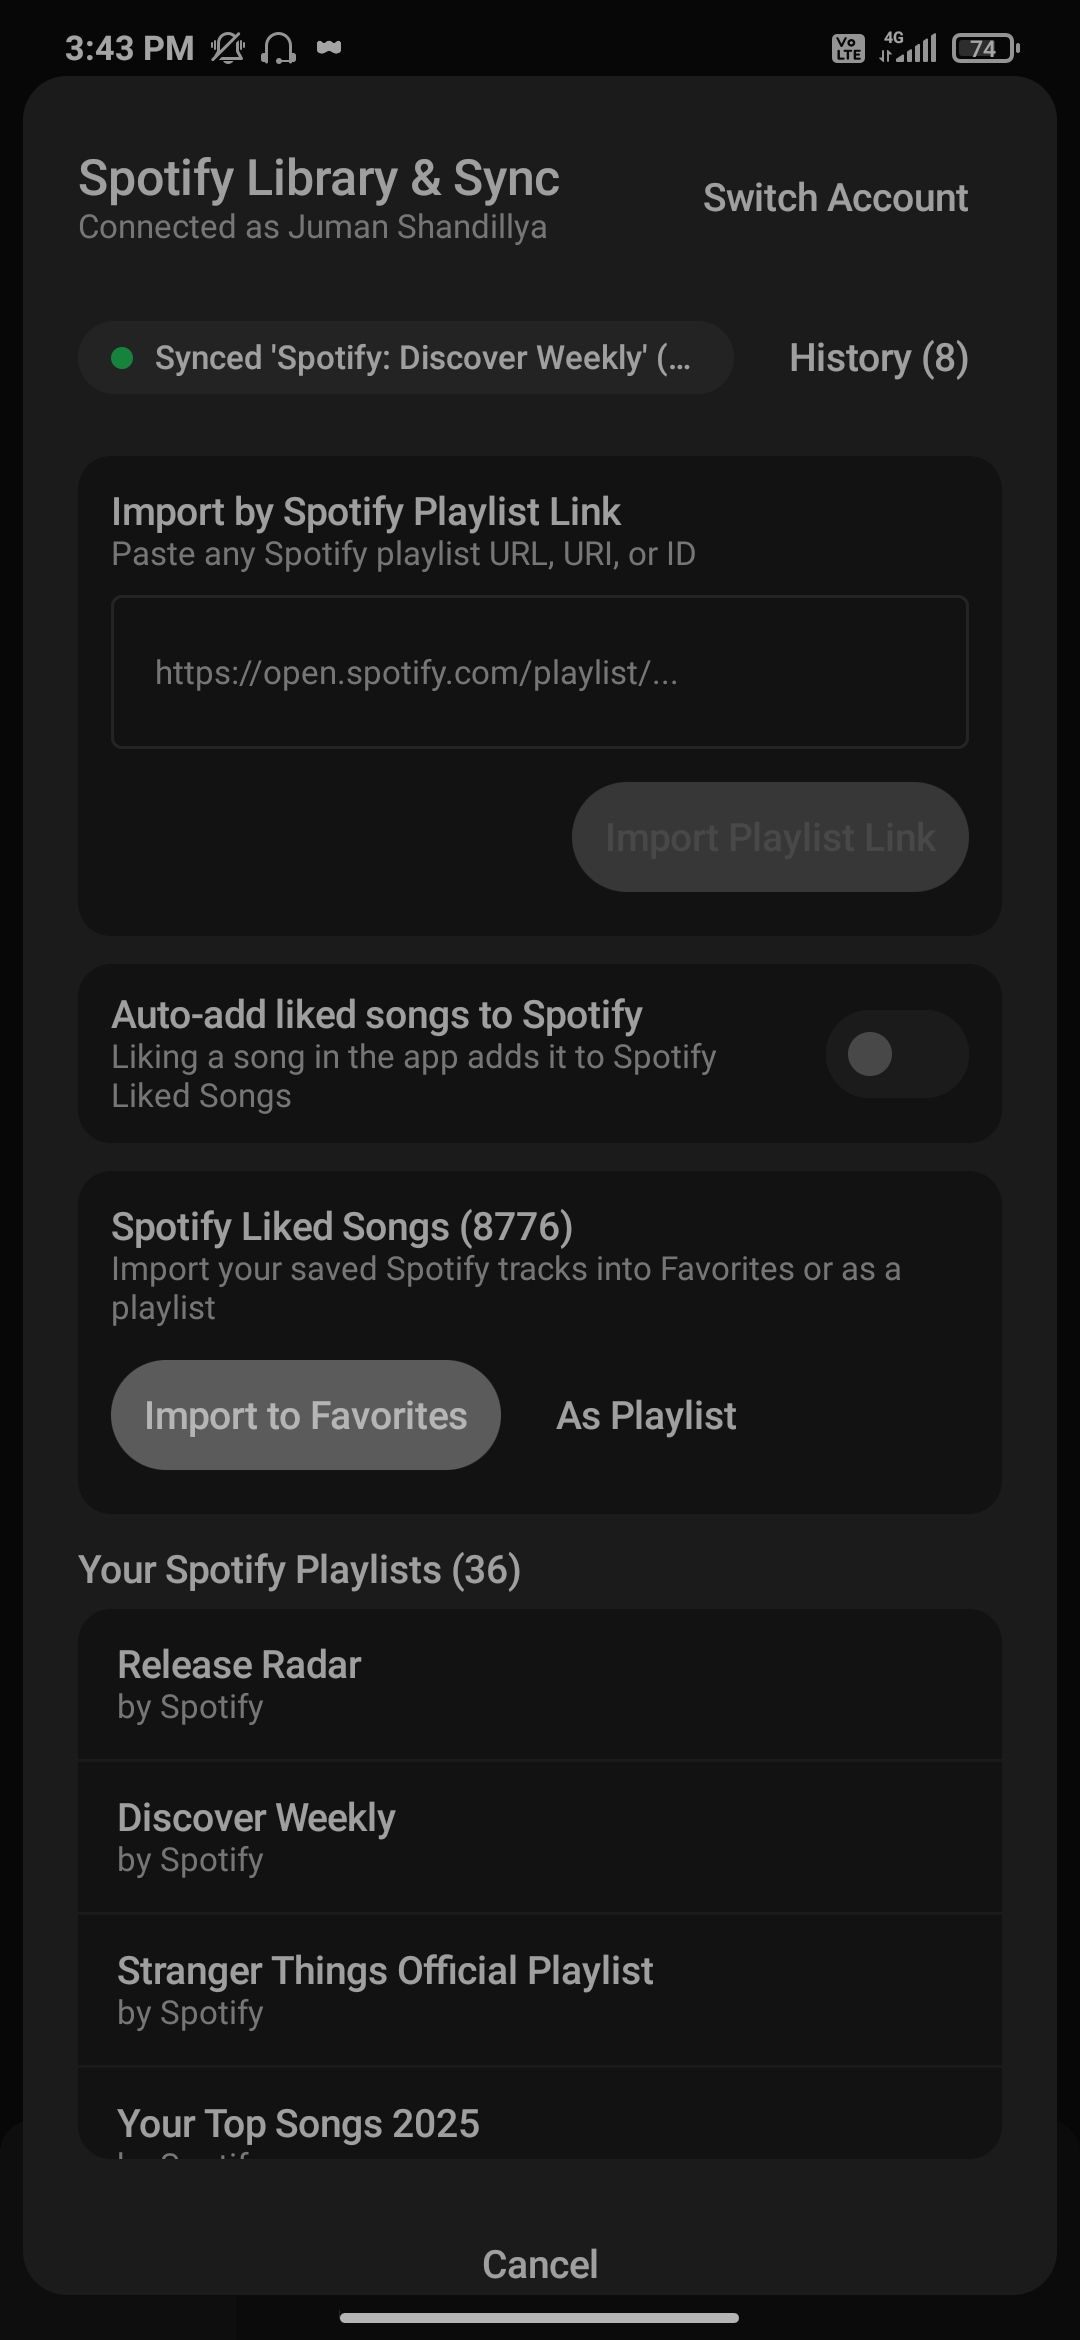 3:43 PM
Vo LTE
4G
74
Spotify Library & Sync
Connected as Juman Shandillya
Switch Account
Synced 'Spotify: Discover Weekly' (...
History (8)
Import by Spotify Playlist Link
Paste any Spotify playlist URL, URI, or ID
https://open.spotify.com/playlist/...
Import Playlist Link
Auto-add liked songs to Spotify
Liking a song in the app adds it to Spotify
Liked Songs
Spotify Liked Songs (8776)
Import your saved Spotify tracks into Favorites or as a
playlist
Import to Favorites
As Playlist
Your Spotify Playlists (36)
Release Radar
by Spotify
Discover Weekly
by Spotify
Stranger Things Official Playlist
by Spotify
Your Top Songs 2025
Cancel